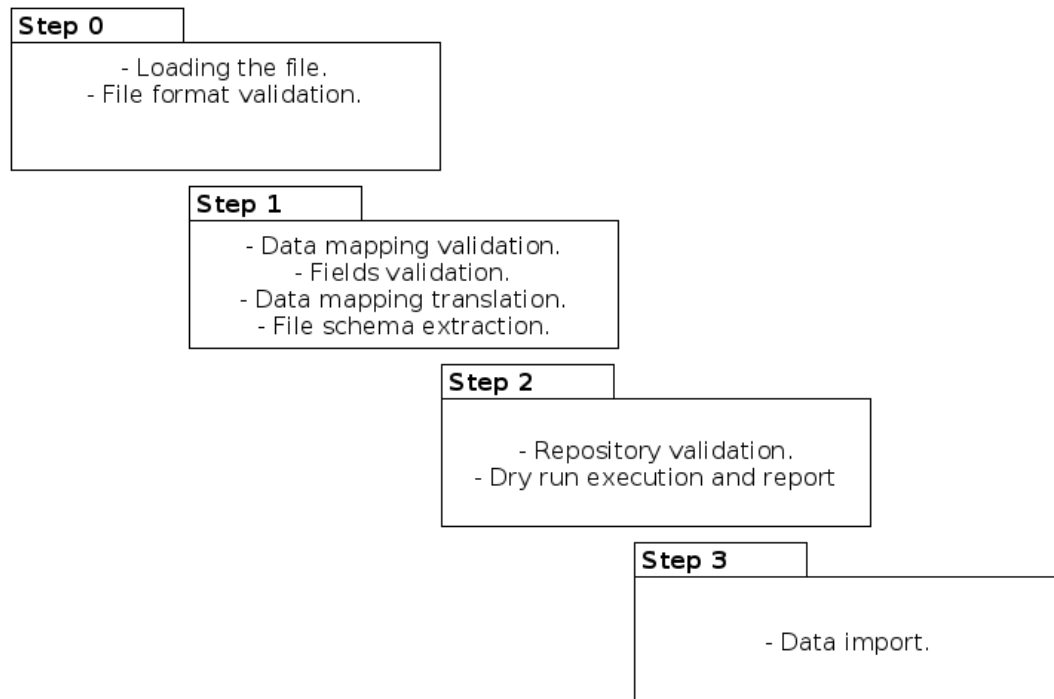 Step 0
- Loading the file.
- File format validation.
Step 1
- Data mapping validation.
- Fields validation.
- Data mapping translation.
- File schema extraction.
Step 2
- Repository validation.
- Dry run execution and report
Step 3
- Data import.